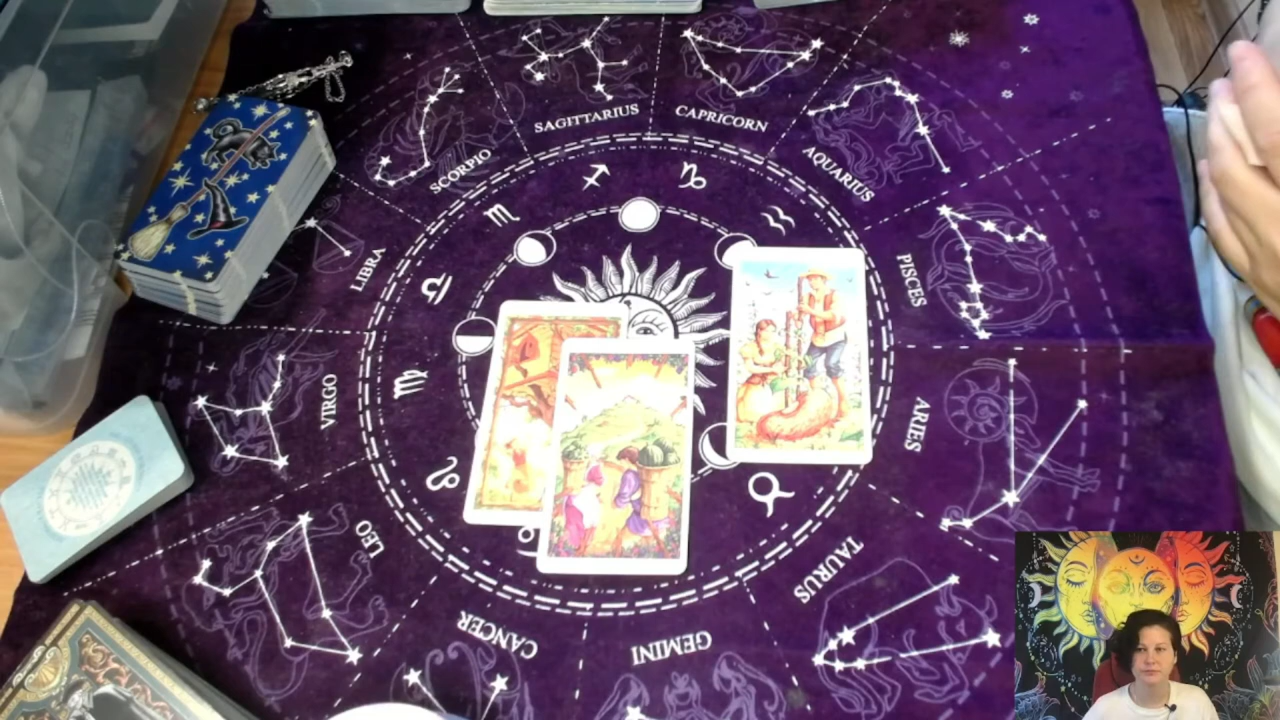 SAGITTARIUS
CAPRICORN
SCORPIO
AQUARIUS
LIBRA
PISCES
VIRGO
ARIES
LEO
TAURUS
CANCER
GEMINI